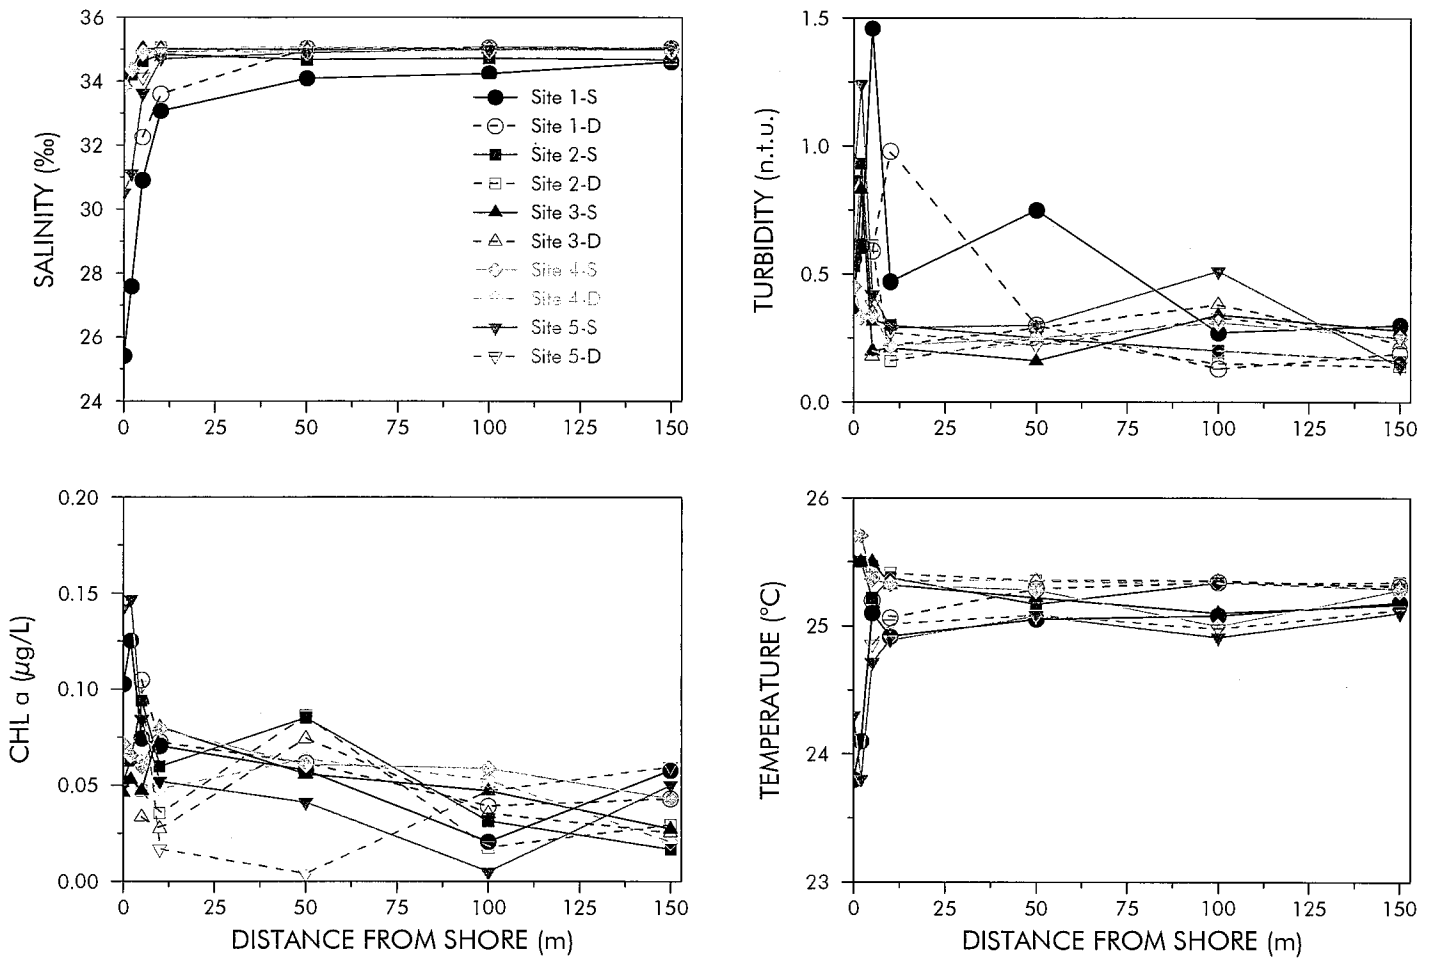 36
34
32
30
28
26
24
SALINITY (‰)
0 25 50 75 100 125 150
Site 1-S
Site 1-D
Site 2-S
Site 2-D
Site 3-S
Site 3-D
Site 4-S
Site 4-D
Site 5-S
Site 5-D
1.5
1.0
0.5
0.0
TURBIDITY (n.t.u.)
0 25 50 75 100 125 150
0.20
0.15
0.10
0.05
0.00
CHL a (µg/L)
0 25 50 75 100 125 150
DISTANCE FROM SHORE (m)
26
25
24
23
TEMPERATURE (°C)
0 25 50 75 100 125 150
DISTANCE FROM SHORE (m)